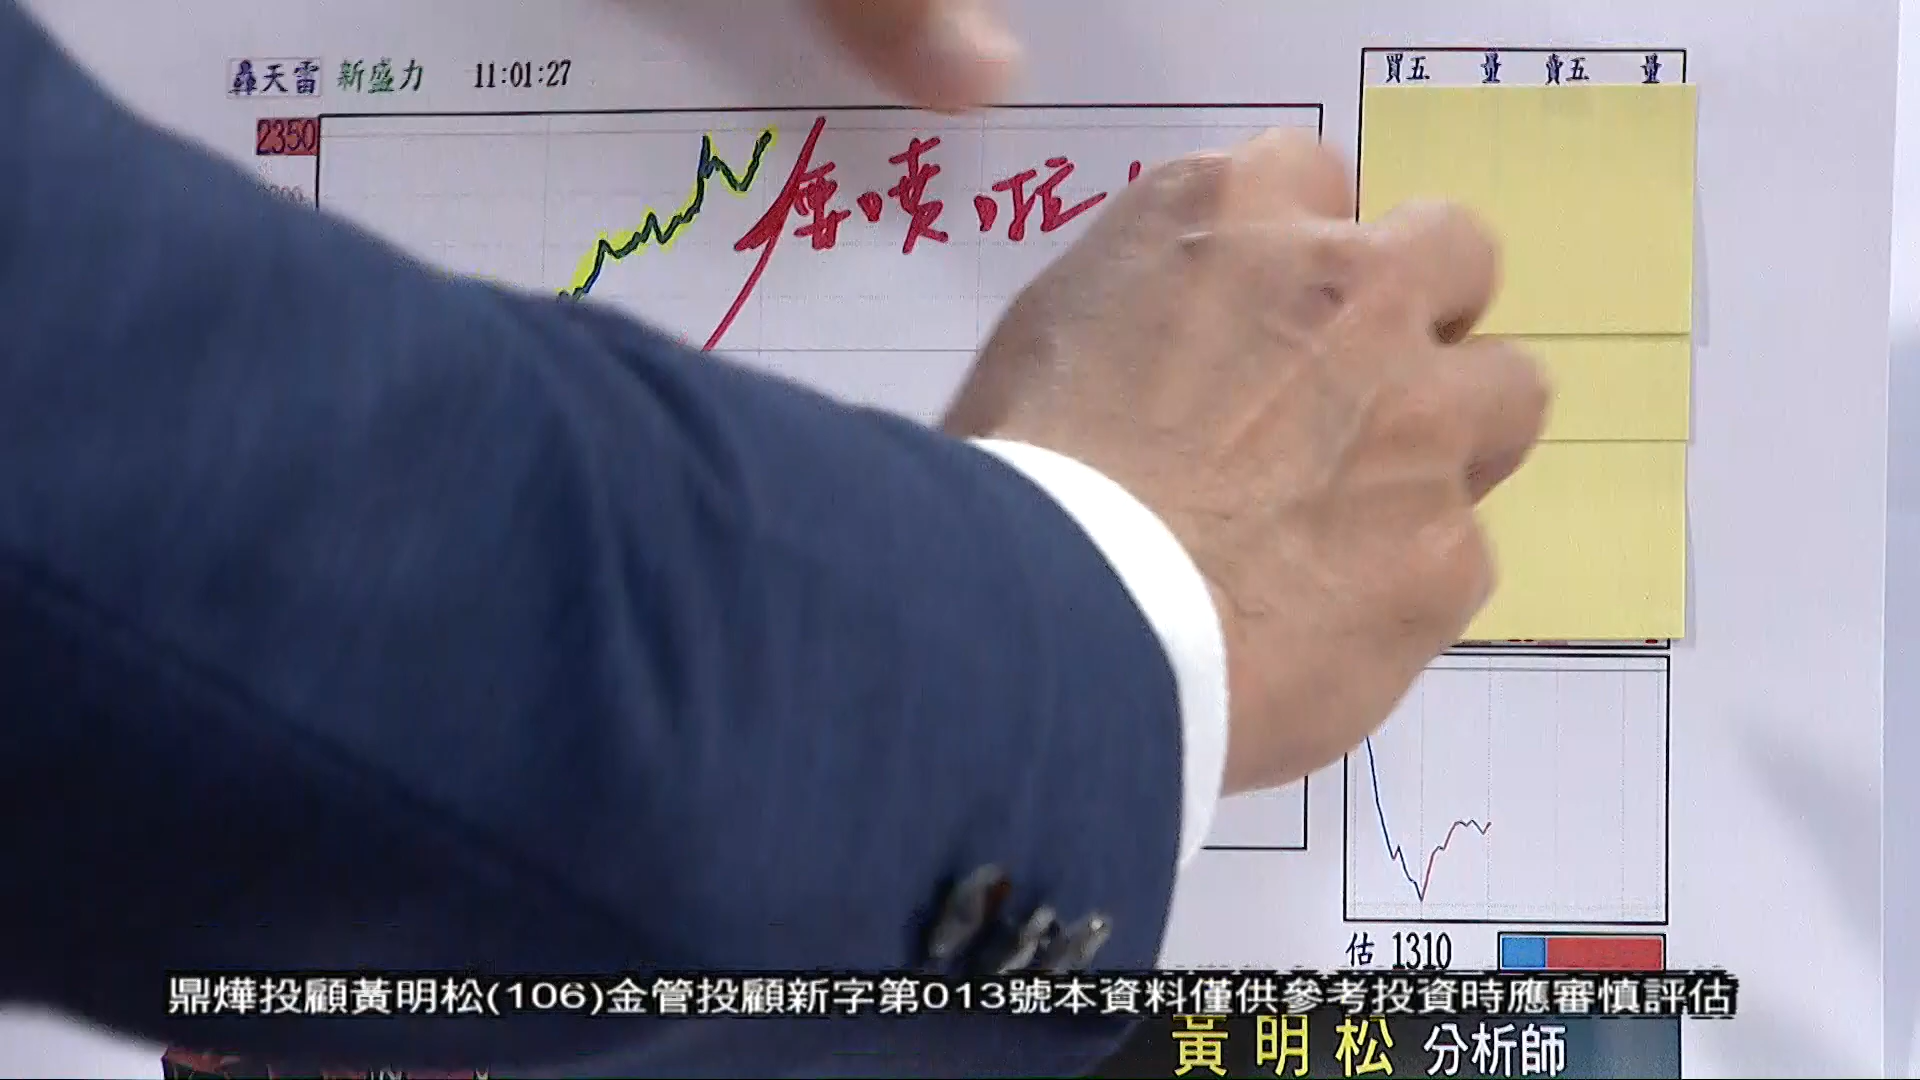 轟天雷 新盛力 11:01:27
買五 量 賣五 量
2350
要噴啦
估 1310
鼎燁投顧黃明松(106)金管投顧新字第013號本資料僅供參考投資時應審慎評估
黃明松 分析師